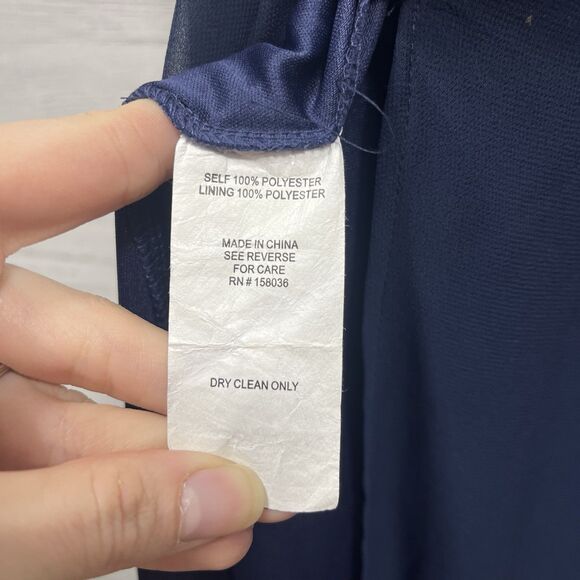 SELF 100% POLYESTER
LINING 100% POLYESTER
MADE IN CHINA
SEE REVERSE
FOR CARE
RN # 158036
DRY CLEAN ONLY